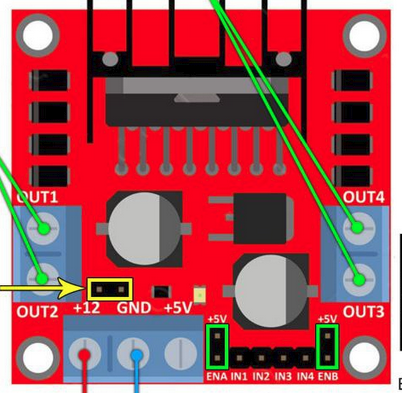 OUT1 OUT4
OUT2 OUT3
+12 GND +5V
+5V +5V
ENA IN1 IN2 IN3 IN4 ENB